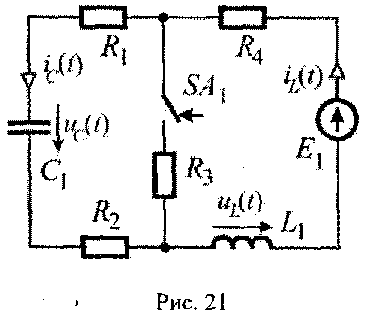 R1
R4
iC(t)
SA1
iL(t)
uC(t)
E1
C1
R3
R2
uL(t)
L1
Рис. 21